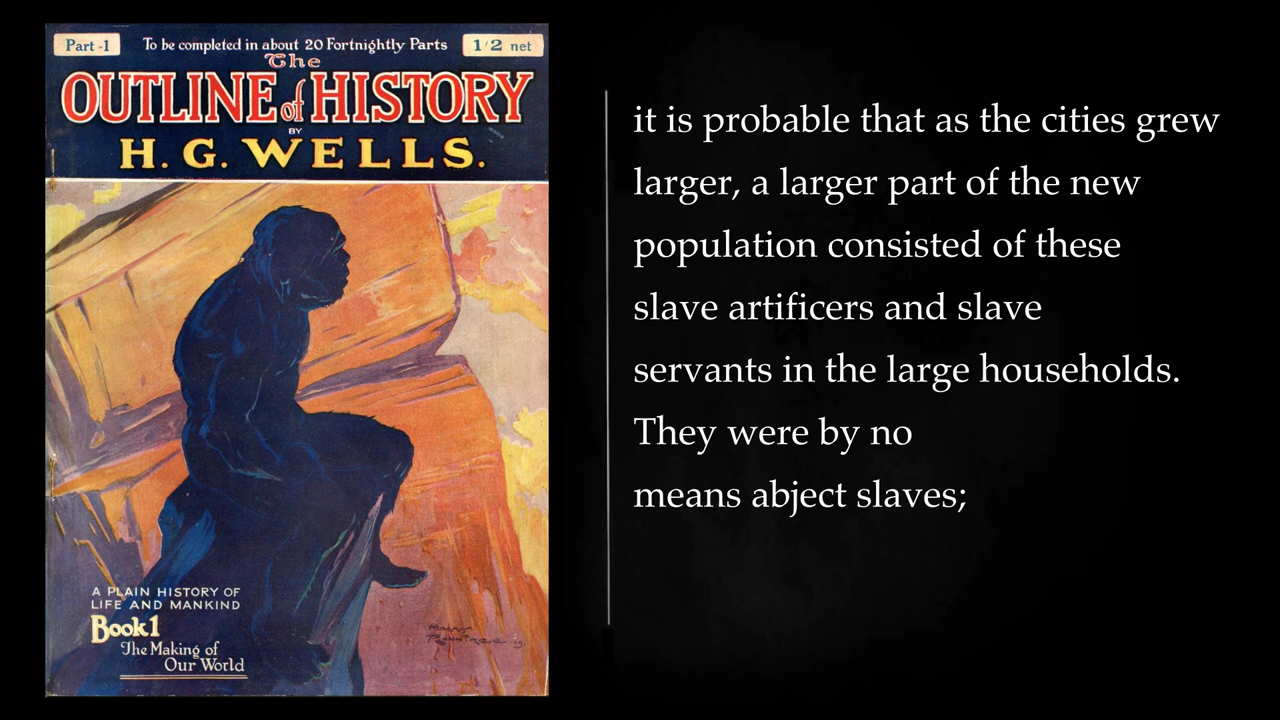 Part -1
To be completed in about 20 Fortnightly Parts
1/2 net
The
OUTLINE of HISTORY
BY
H. G. WELLS.
A PLAIN HISTORY OF
LIFE AND MANKIND
Book 1
The Making of
Our World
it is probable that as the cities grew
larger, a larger part of the new
population consisted of these
slave artificers and slave
servants in the large households.
They were by no
means abject slaves;